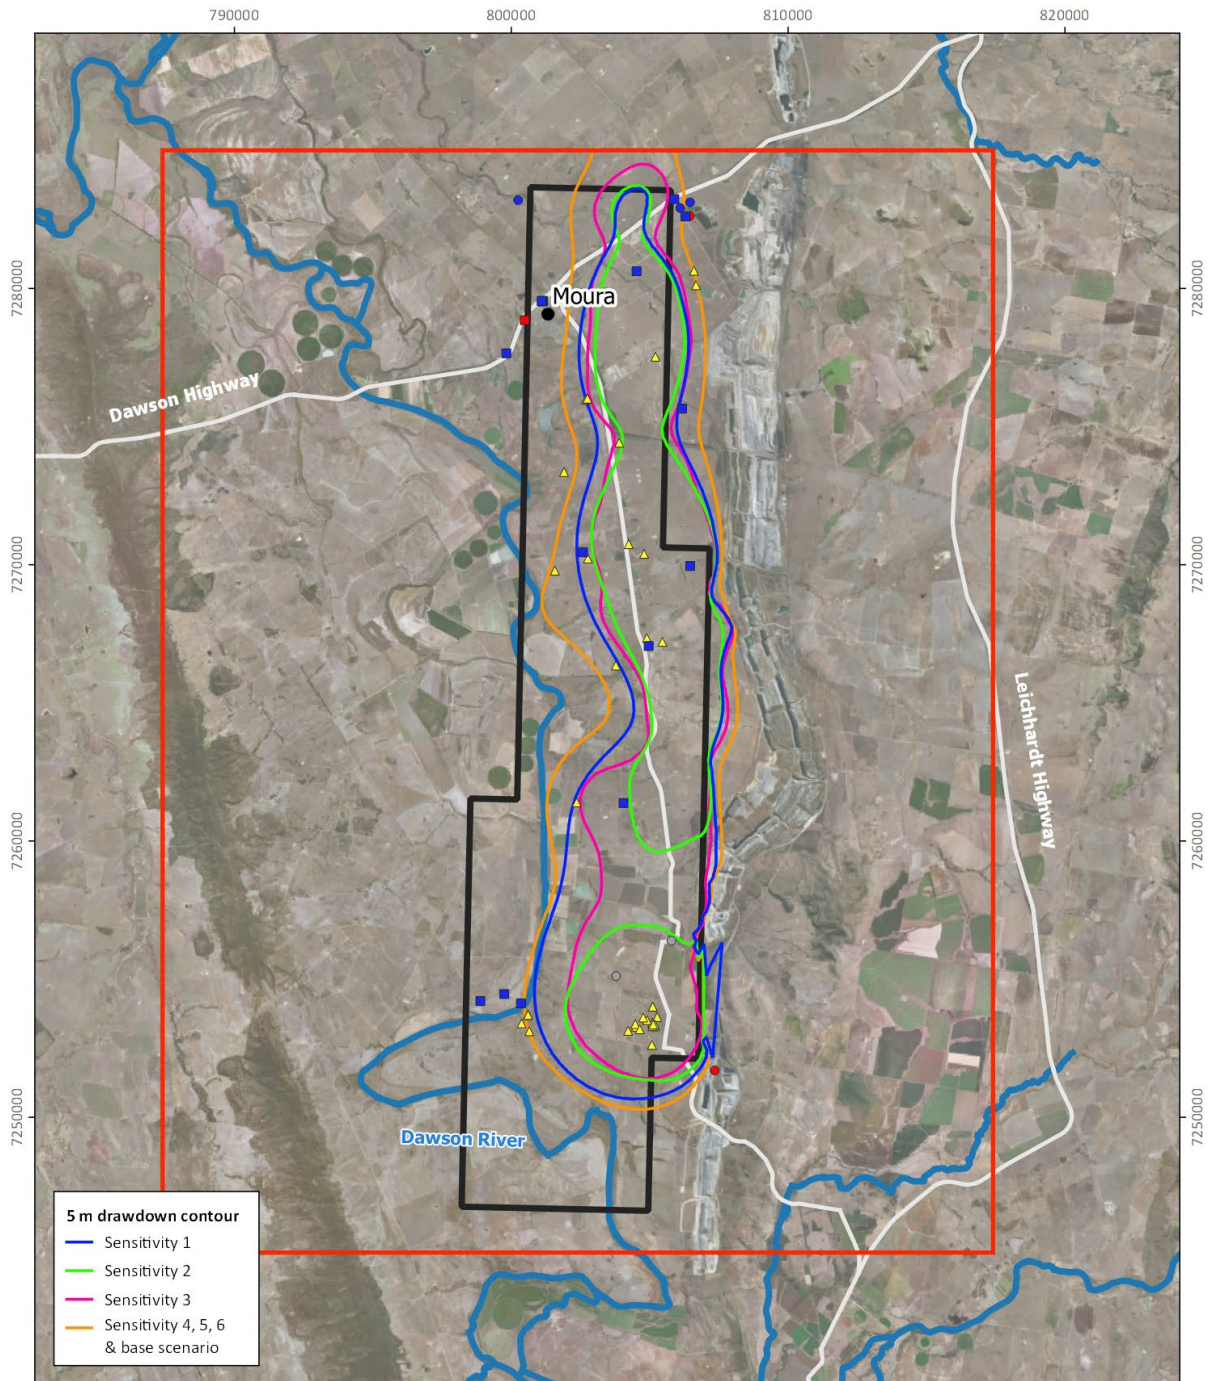 790000
800000
810000
820000
7280000
7280000
Moura
Dawson Highway
7270000
7270000
Leichhardt Highway
7260000
7260000
7250000
7250000
Dawson River
5 m drawdown contour
Sensitivity 1
Sensitivity 2
Sensitivity 3
Sensitivity 4, 5, 6
& base scenario